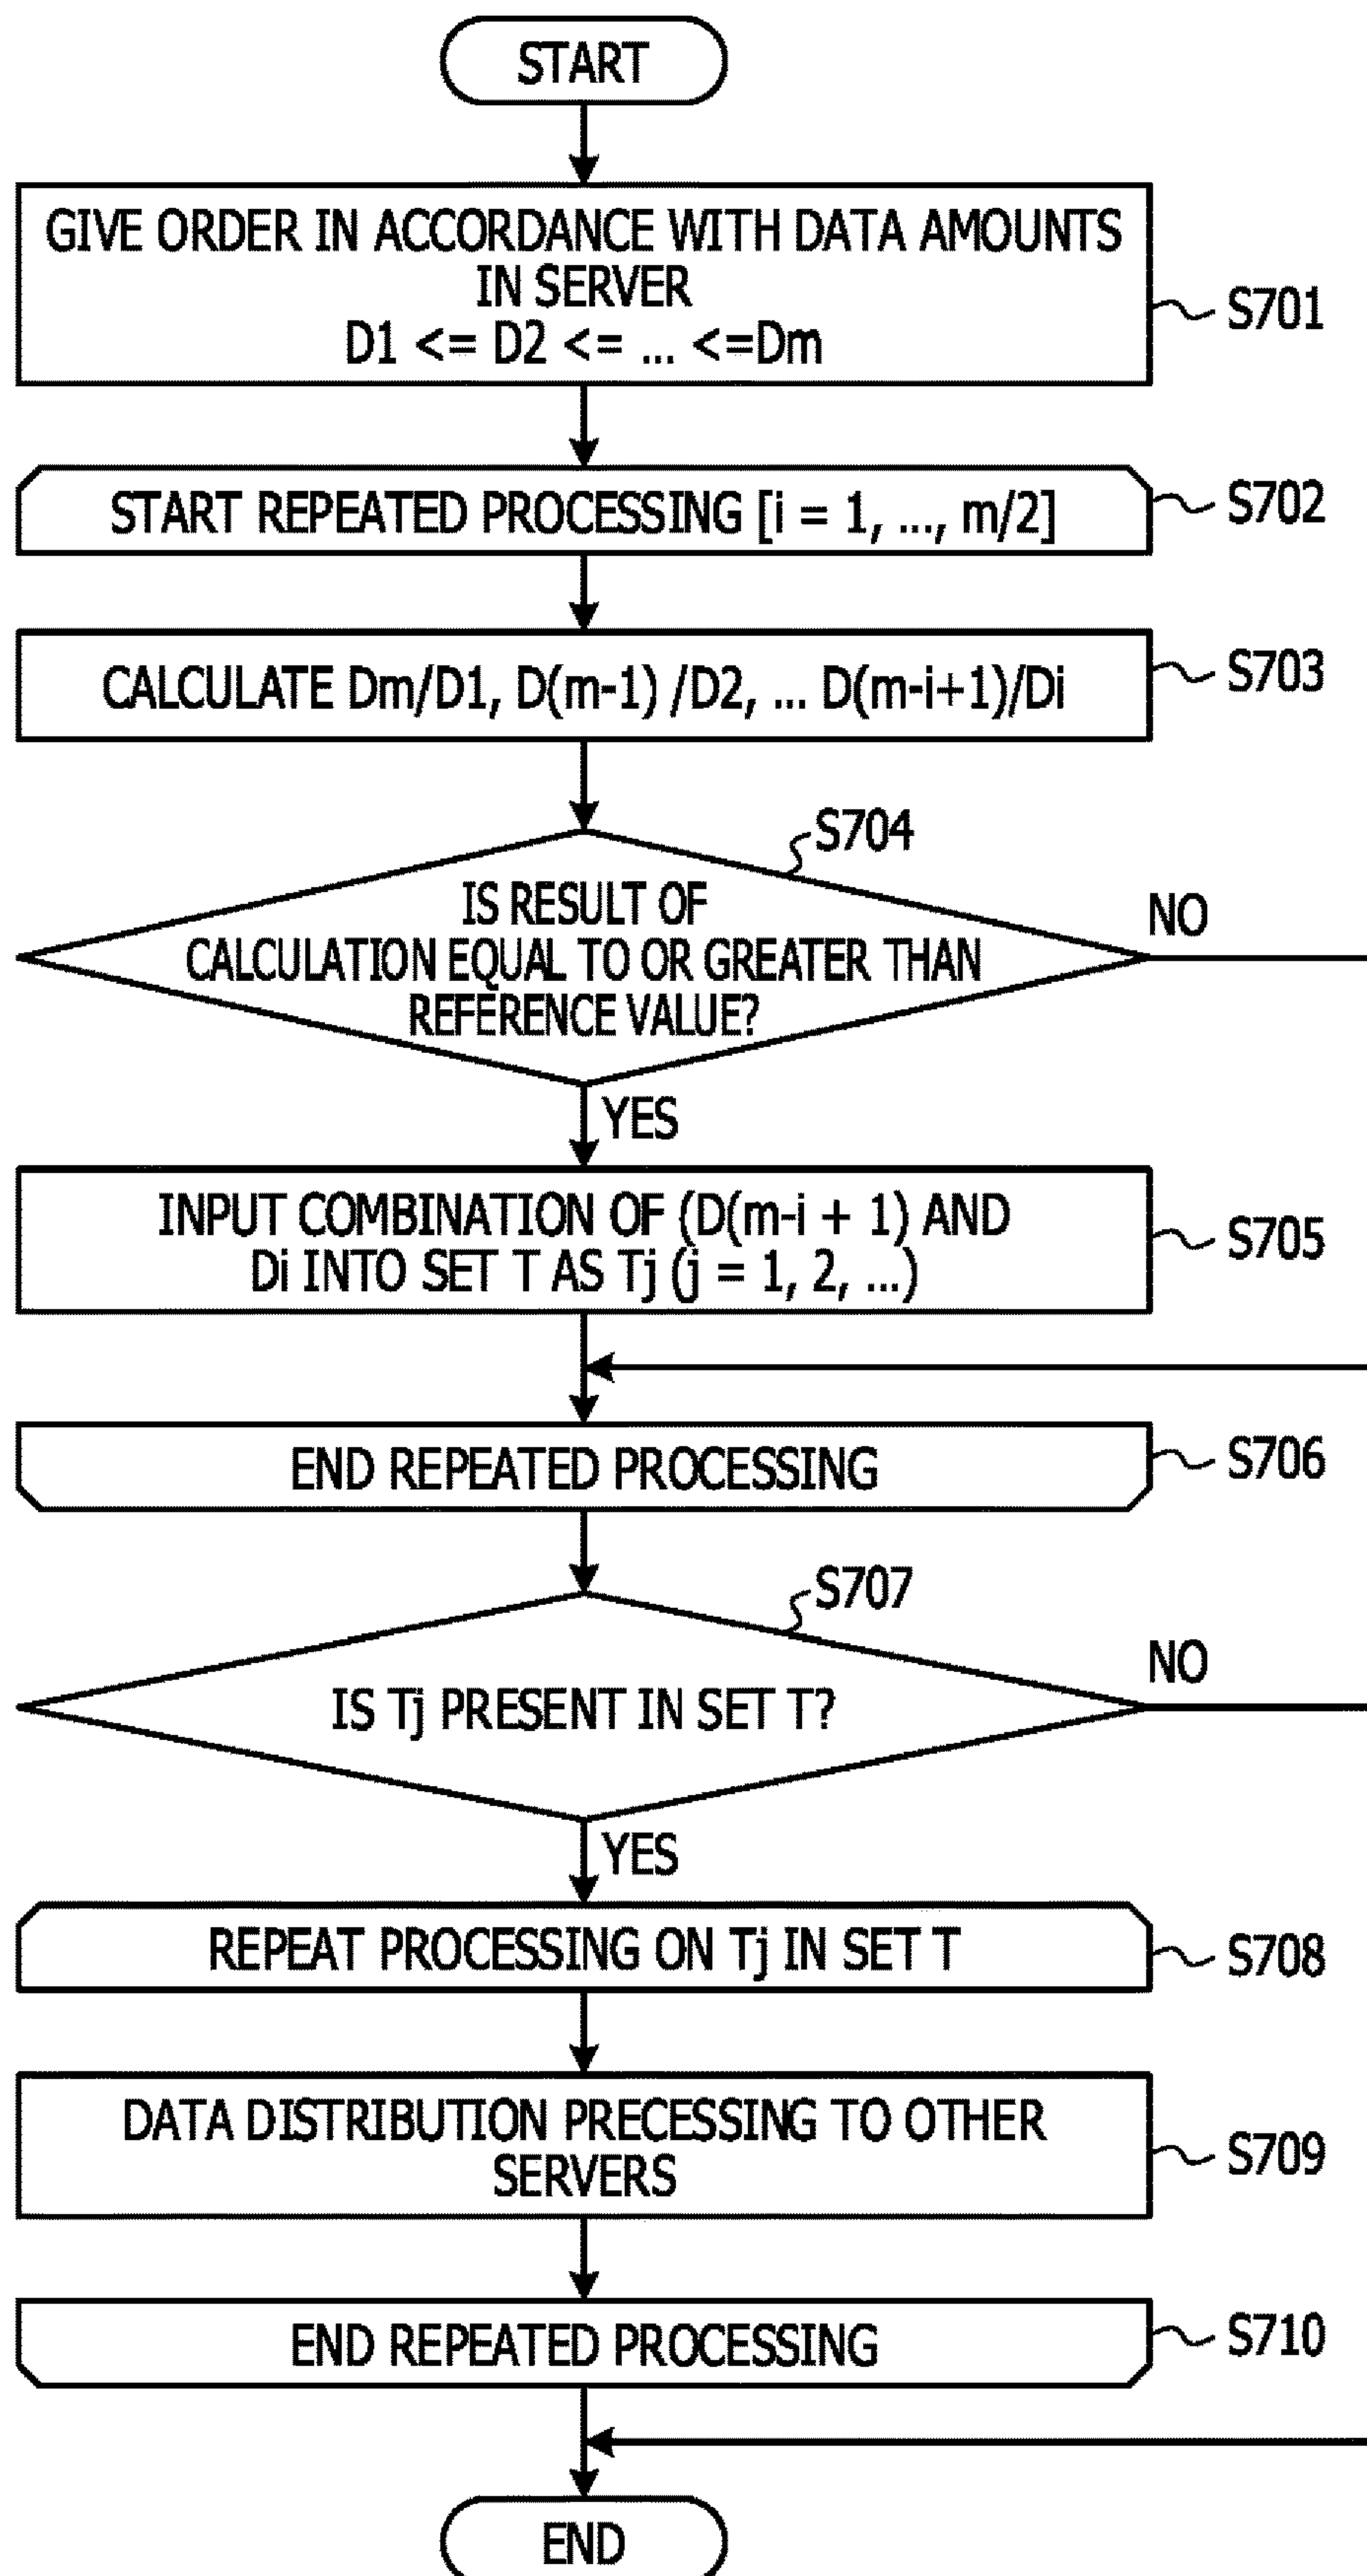 START
GIVE ORDER IN ACCORDANCE WITH DATA AMOUNTS
IN SERVER
D1 <= D2 <= ... <=Dm
S701
START REPEATED PROCESSING [i = 1, ..., m/2]
S702
CALCULATE Dm/D1, D(m-1) /D2, ... D(m-i+1)/Di
S703
S704
IS RESULT OF
CALCULATION EQUAL TO OR GREATER THAN
REFERENCE VALUE?
NO
YES
INPUT COMBINATION OF (D(m-i + 1) AND
Di INTO SET T AS Tj (j = 1, 2, ...)
S705
END REPEATED PROCESSING
S706
S707
IS Tj PRESENT IN SET T?
NO
YES
REPEAT PROCESSING ON Tj IN SET T
S708
DATA DISTRIBUTION PRECESSING TO OTHER
SERVERS
S709
END REPEATED PROCESSING
S710
END